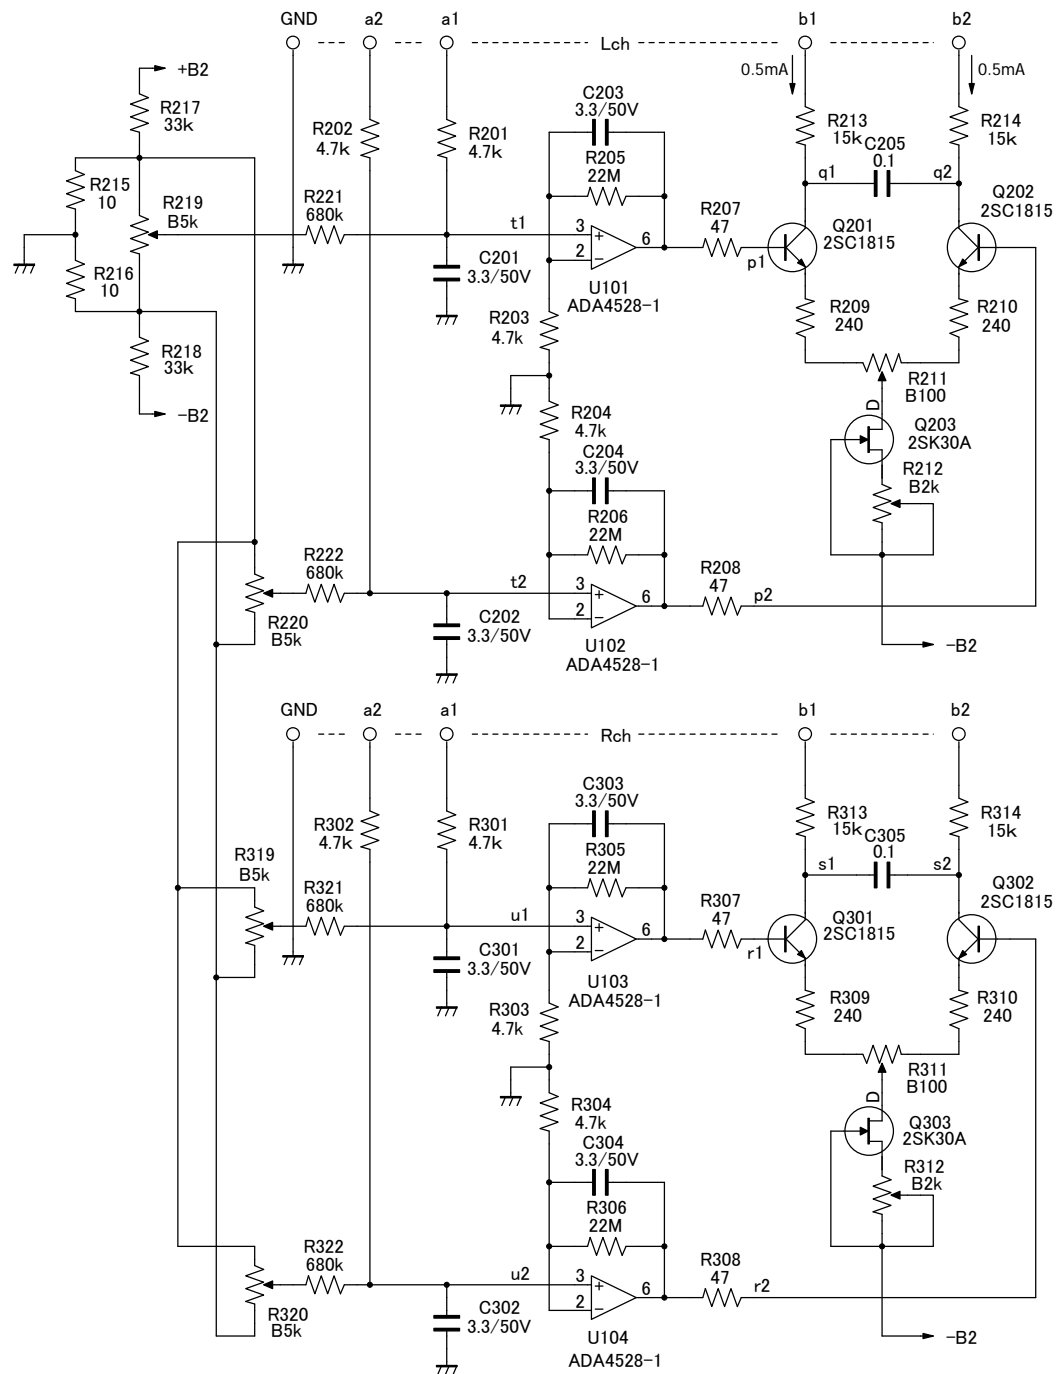 GND
a2
a1
Lch
b1
b2
0.5mA
0.5mA
+B2
R217
33k
R215
10
R219
B5k
R216
10
R218
33k
-B2
R202
4.7k
R201
4.7k
R221
680k
t1
C201
3.3/50V
C203
3.3/50V
R205
22M
3
2
6
U101
ADA4528-1
R203
4.7k
R207
47
p1
R213
15k
R214
15k
C205
0.1
q1
q2
Q201
2SC1815
Q202
2SC1815
R209
240
R210
240
R211
B100
D
Q203
2SK30A
R212
B2k
-B2
R204
4.7k
C204
3.3/50V
R206
22M
R222
680k
R220
B5k
t2
C202
3.3/50V
3
2
6
U102
ADA4528-1
R208
47
p2
GND
a2
a1
Rch
b1
b2
R302
4.7k
R301
4.7k
R319
B5k
R321
680k
u1
C301
3.3/50V
C303
3.3/50V
R305
22M
3
2
6
U103
ADA4528-1
R303
4.7k
R307
47
r1
R313
15k
R314
15k
C305
0.1
s1
s2
Q301
2SC1815
Q302
2SC1815
R309
240
R310
240
R311
B100
D
Q303
2SK30A
R312
B2k
-B2
R304
4.7k
C304
3.3/50V
R306
22M
R322
680k
R320
B5k
u2
C302
3.3/50V
3
2
6
U104
ADA4528-1
R308
47
r2